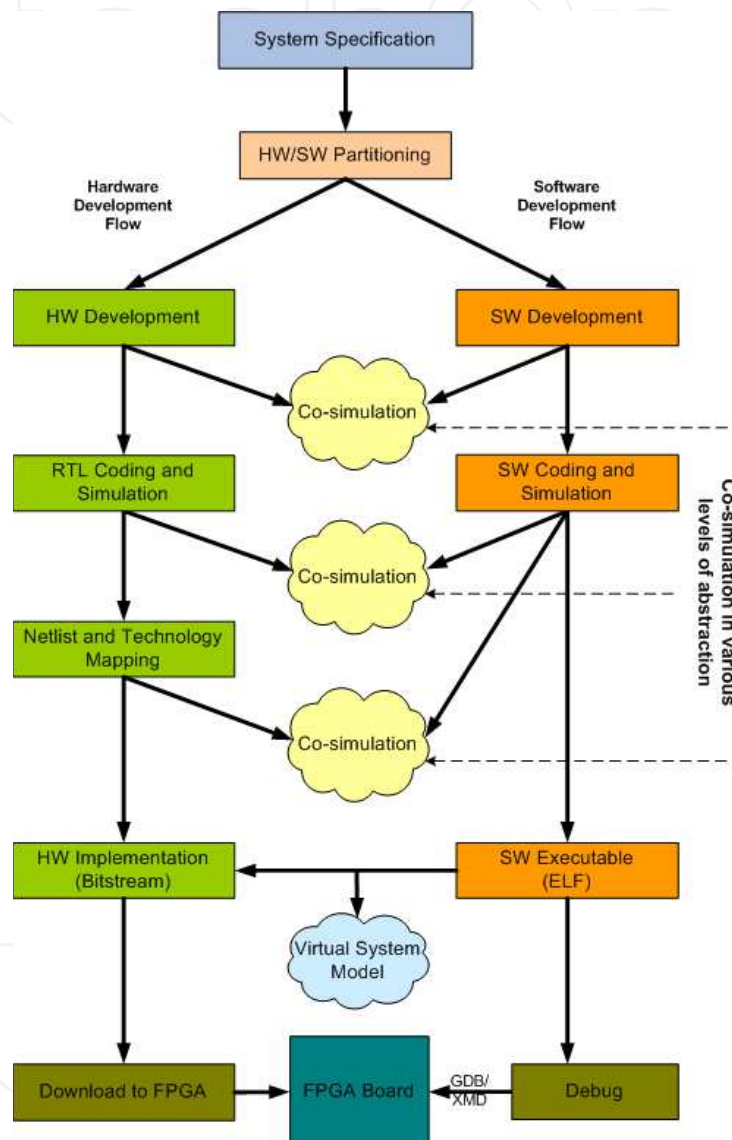 System Specification
HW/SW Partitioning
Hardware
Development
Flow
Software
Development
Flow
HW Development
SW Development
Co-simulation
RTL Coding and
Simulation
SW Coding and
Simulation
Co-simulation
Netlist and Technology
Mapping
Co-simulation
Co-simulation in various
levels of abstraction
HW Implementation
(Bitstream)
SW Executable
(ELF)
Virtual System
Model
Download to FPGA
FPGA Board
GDB/
XMD
Debug